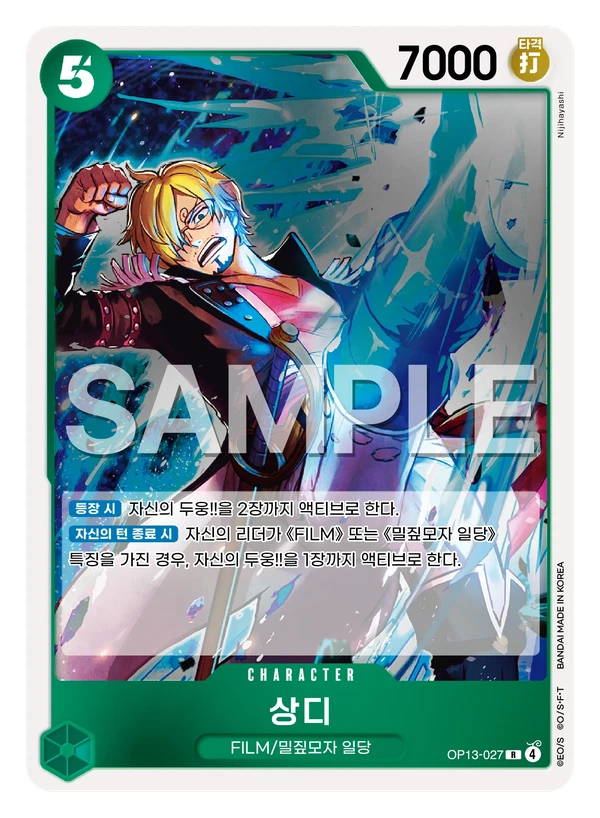 5
7000
타격
打
Nijihayashi
SAMPLE
등장 시 자신의 두웅!!을 2장까지 액티브로 한다.
자신의 턴 종료 시 자신의 리더가 《FILM》 또는 《밀짚모자 일당》
특징을 가진 경우, 자신의 두웅!!을 1장까지 액티브로 한다.
CHARACTER
상디
FILM/밀짚모자 일당
OP13-027 R 4
©EO/S ©O/S·F·T BANDAI MADE IN KOREA